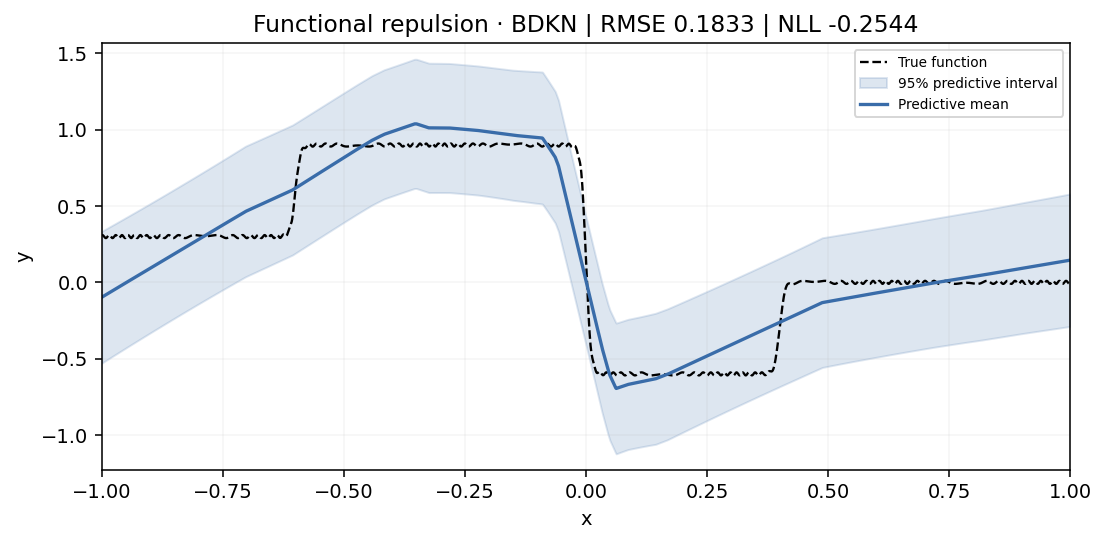 Functional repulsion · BDKN | RMSE 0.1833 | NLL -0.2544
True function
95% predictive interval
Predictive mean
y
1.5
1.0
0.5
0.0
−0.5
−1.0
−1.00 −0.75 −0.50 −0.25 0.00 0.25 0.50 0.75 1.00
x